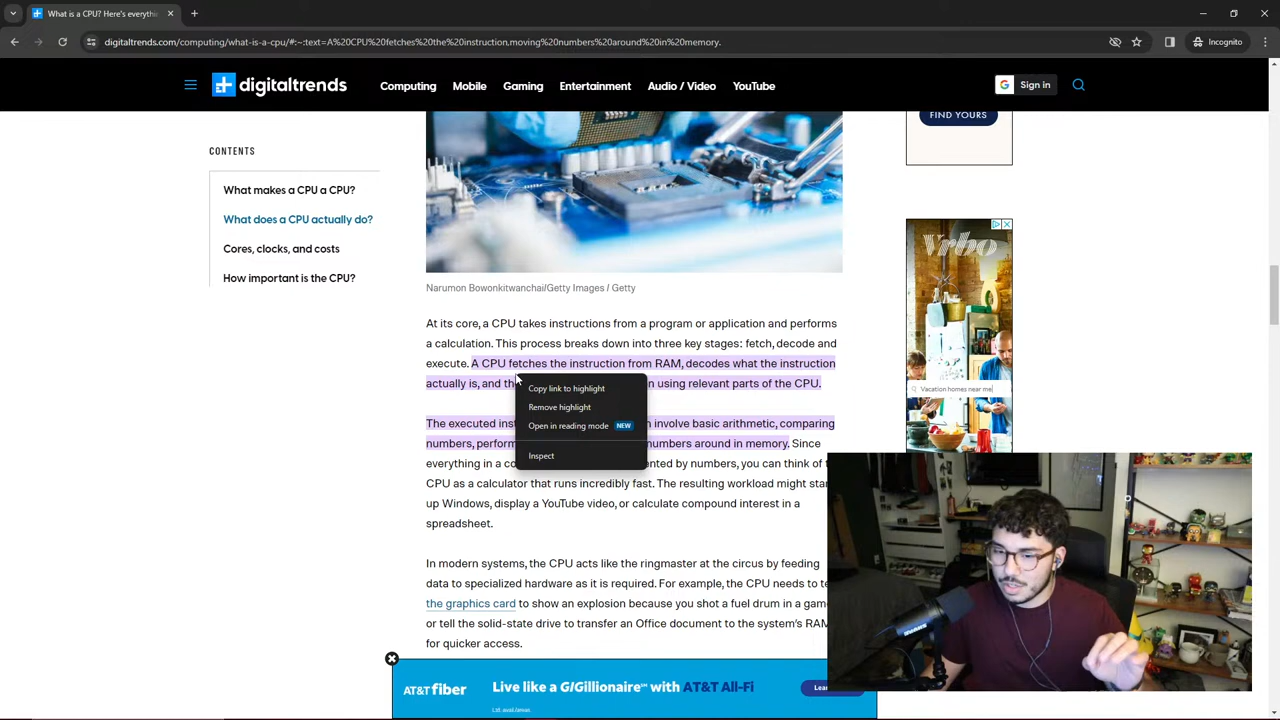 What is a CPU? Here's everythi
digitaltrends.com/computing/what-is-a-cpu/#:~:text=A%20CPU%20fetches%20the%20instruction,moving%20numbers%20around%20in%20memory.
Incognito
digitaltrends
Computing
Mobile
Gaming
Entertainment
Audio / Video
YouTube
Sign in
FIND YOURS
CONTENTS
What makes a CPU a CPU?
What does a CPU actually do?
Cores, clocks, and costs
How important is the CPU?
Narumon Bowonkitwanchai/Getty Images / Getty
At its core, a CPU takes instructions from a program or application and performs
a calculation. This process breaks down into three key stages: fetch, decode and
execute. A CPU fetches the instruction from RAM, decodes what the instruction
actually is, and the using relevant parts of the CPU.
The executed inst involve basic arithmetic, comparing
numbers, perform numbers around in memory. Since
everything in a co ented by numbers, you can think of
CPU as a calculator that runs incredibly fast. The resulting workload might star
up Windows, display a YouTube video, or calculate compound interest in a
spreadsheet.
In modern systems, the CPU acts like the ringmaster at the circus by feeding
data to specialized hardware as it is required. For example, the CPU needs to te
the graphics card to show an explosion because you shot a fuel drum in a gam
or tell the solid-state drive to transfer an Office document to the system's RAM
for quicker access.
Copy link to highlight
Remove highlight
Open in reading mode NEW
Inspect
Vrbo
Vacation homes near me
AT&T fiber
Live like a GIGillionaire℠ with AT&T All-Fi
Lea
Ltd. avail./areas.